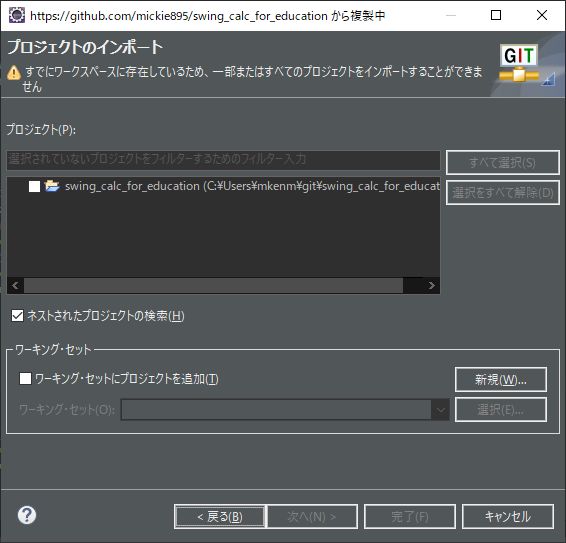 https://github.com/mickie895/swing_calc_for_education から複製中
プロジェクトのインポート
すでにワークスペースに存在しているため、一部またはすべてのプロジェクトをインポートすることができま
せん
GIT
プロジェクト(P):
選択されていないプロジェクトをフィルターするためのフィルター入力
すべて選択(S)
swing_calc_for_education (C:¥Users¥mkenm¥git¥swing_calc_for_educat
選択をすべて解除(D)
ネストされたプロジェクトの検索(H)
ワーキング・セット
ワーキング・セットにプロジェクトを追加(T)
新規(W)...
ワーキング・セット(O):
選択(E)...
?
< 戻る(B)
次へ(N) >
完了(F)
キャンセル